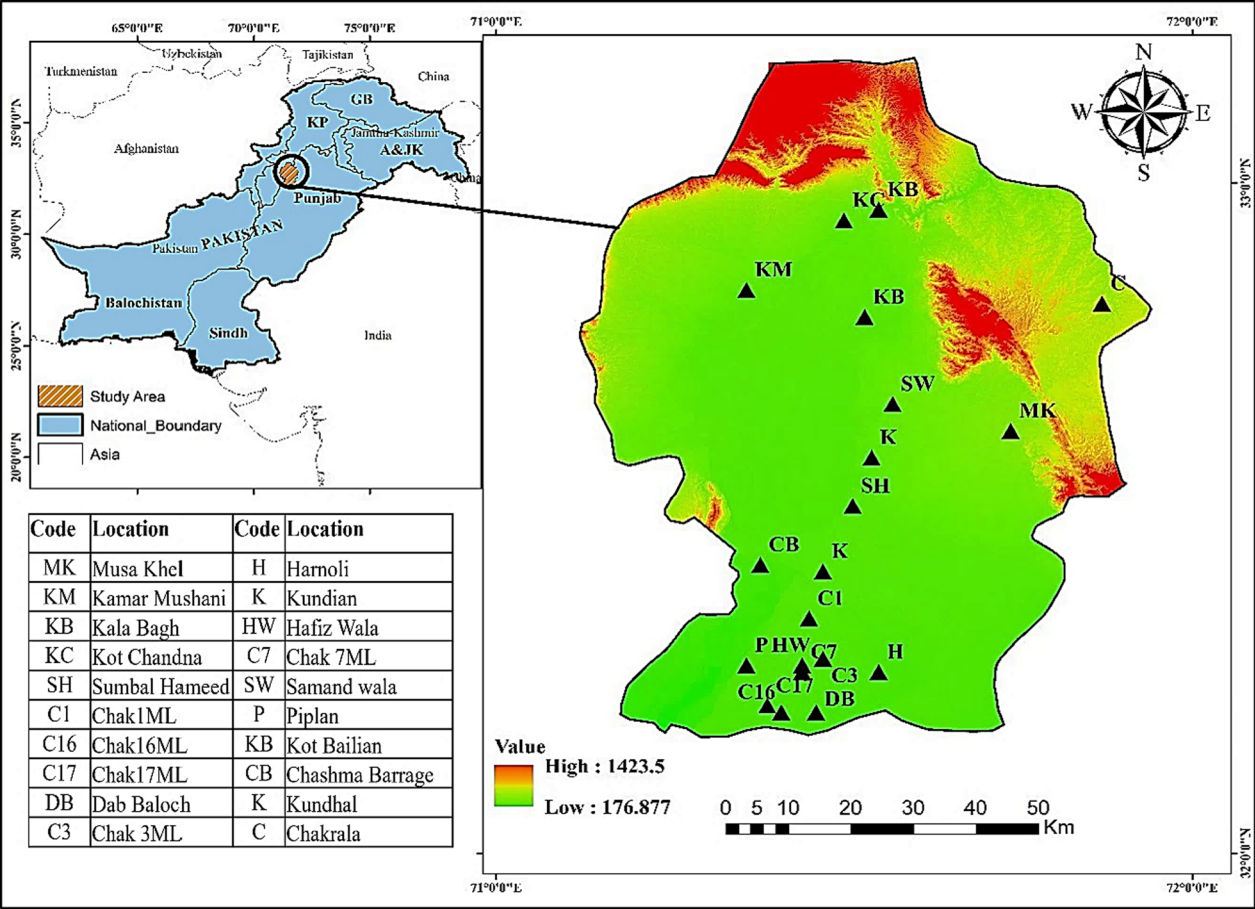 65°0'0"E 70°0'0"E 75°0'0"E
71°0'0"E 72°0'0"E
35°0'0"N
30°0'0"N
25°0'0"N
20°0'0"N
Uzbekistan
Tajikistan
Turkmenistan
China
GB
KP
Jammu-Kashmir
A&JK
Afghanistan
China
Punjab
PAKISTAN
Pakistan
Balochistan
Sindh
India
Study Area
National_Boundary
Asia
Code Location Code Location
MK Musa Khel H Harnoli
KM Kamar Mushani K Kundian
KB Kala Bagh HW Hafiz Wala
KC Kot Chandna C7 Chak 7ML
SH Sumbal Hameed SW Samand wala
C1 Chak1ML P Piplan
C16 Chak16ML KB Kot Bailian
C17 Chak17ML CB Chashma Barrage
DB Dab Baloch K Kundhal
C3 Chak 3ML C Chakrala
N
W E
S
33°0'0"N
32°0'0"N
KC KB
KM
C
KB
SW
MK
K
SH
CB K
C1
P HW C7 H
C3
C16 C17 DB
Value
High : 1423.5
Low : 176.877
0 5 10 20 30 40 50
Km
71°0'0"E 72°0'0"E